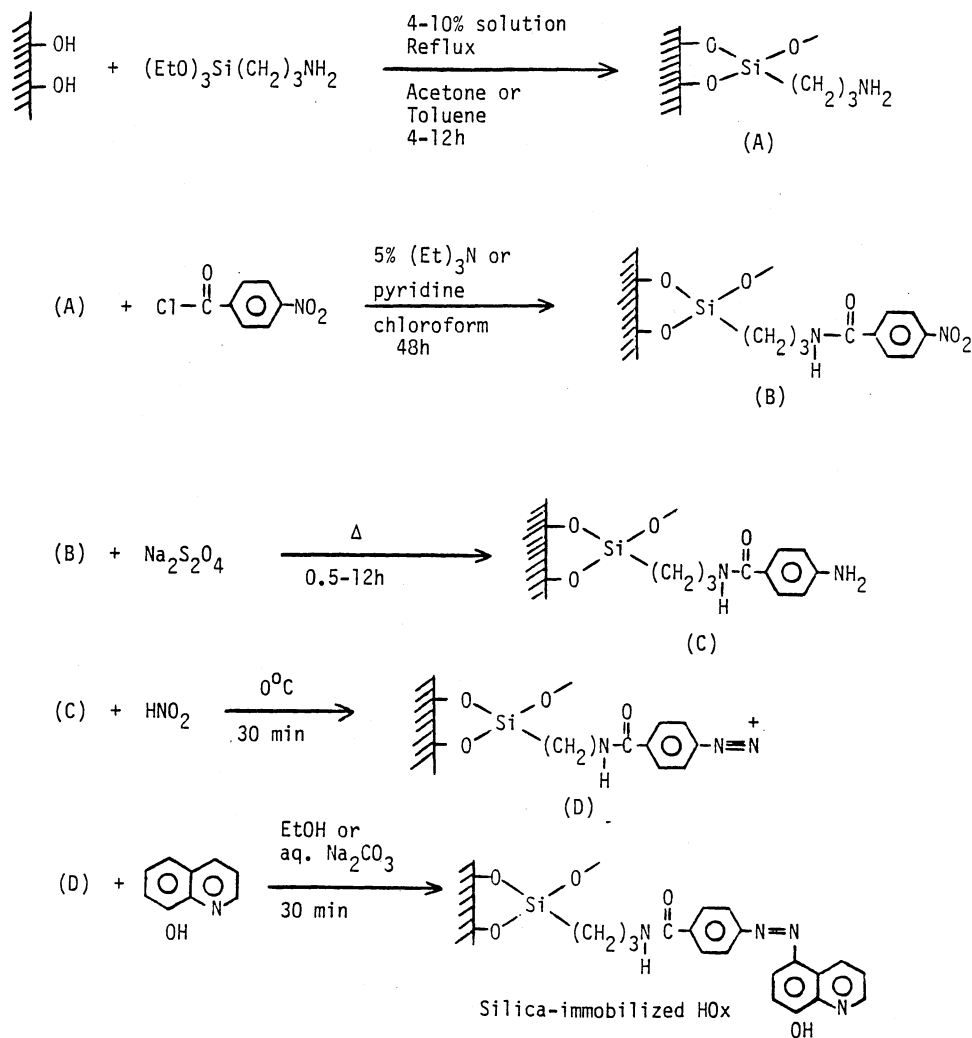 OH
OH
+ (EtO)3Si(CH2)3NH2
4-10% solution
Reflux
Acetone or
Toluene
4-12h
O O
Si
O (CH2)3NH2
(A)
(A) + Cl-C
O
NO2
5% (Et)3N or
pyridine
chloroform
48h
O O
Si
O (CH2)3N-C
O
H
NO2
(B)
(B) + Na2S2O4
Δ
0.5-12h
O O
Si
O (CH2)3N-C
O
H
NH2
(C)
(C) + HNO2
0°C
30 min
O O
Si
O (CH2)N-C
O
H
N≡N
+
(D)
(D) +
N
OH
EtOH or
aq. Na2CO3
30 min
O O
Si
O (CH2)3N C
O
H
N=N
N
OH
Silica-immobilized HOx